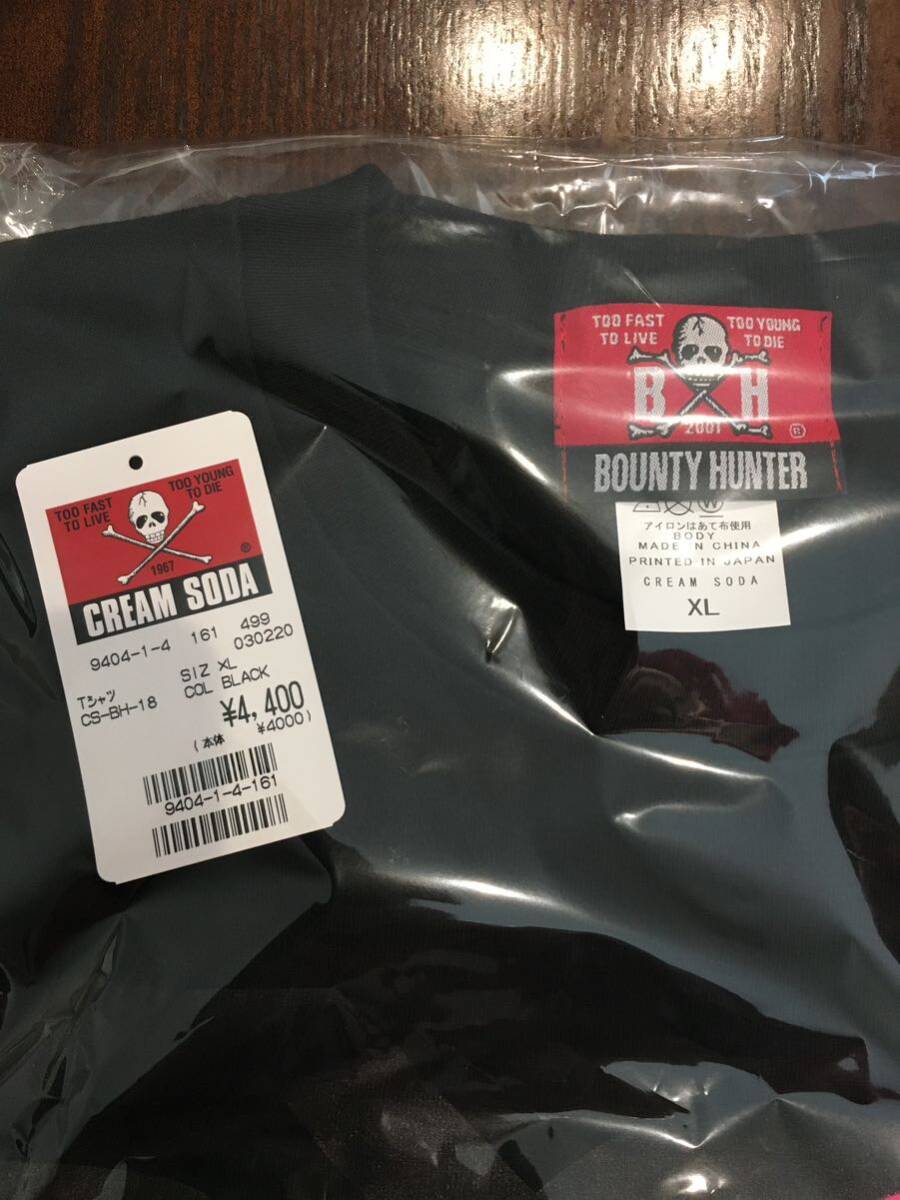 TOO FAST
TO LIVE
TOO YOUNG
TO DIE
1967
®
CREAM SODA
9404-1-4 161 499
030220
SIZ XL
Tシャツ
COL BLACK
CS-BH-18
¥4,400
(本体 ¥4000)
9404-1-4-161
TOO FAST
TO LIVE
TOO YOUNG
TO DIE
B H
2001
®
BOUNTY HUNTER
W
アイロンはあて布使用
BODY
MADE IN CHINA
PRINTED IN JAPAN
CREAM SODA
XL